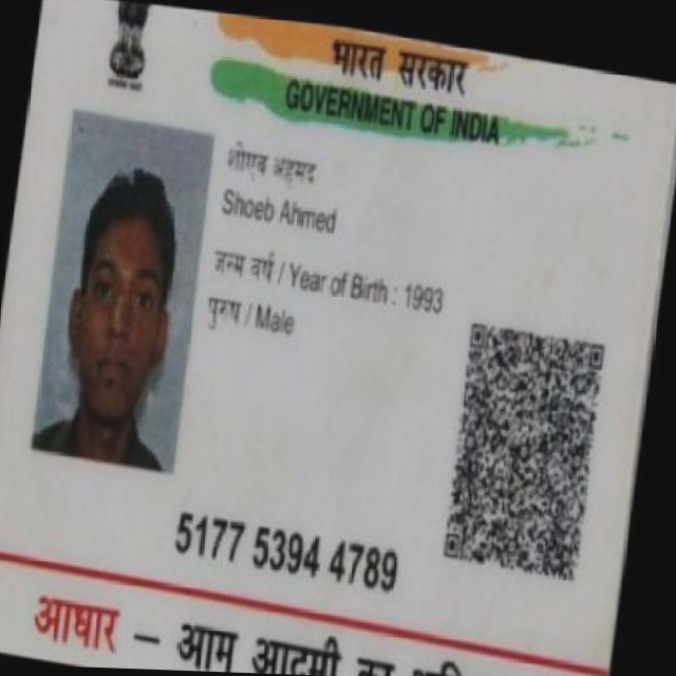 भारत सरकार
GOVERNMENT OF INDIA
शोएब अहमद
Shoeb Ahmed
जन्म वर्ष / Year of Birth : 1993
पुरुष / Male
5177 5394 4789
आधार – आम आदमी का